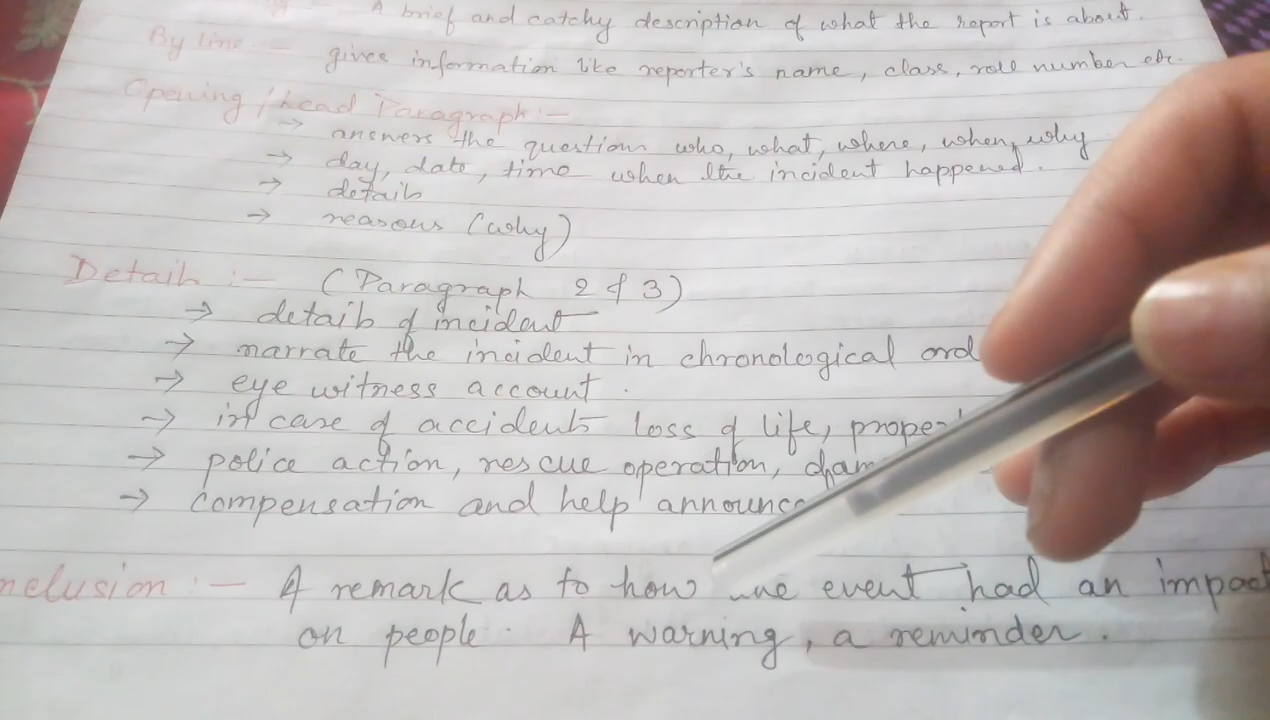 A brief and catchy description of what the report is about.
By line :- gives information like reporter's name, class, roll number etc.
Opening / head Paragraph :-
→ answers the question who, what, where, when, why
→ day, date, time when the incident happened.
→ details
→ reasons (why)
Details :- (Paragraph 2 & 3)
→ details of incident
→ narrate the incident in chronological ord
→ eye witness account.
→ in case of accidents loss of life, proper
→ police action, rescue operation,
→ compensation and help announce
nclusion :- A remark as to how event had an impact
on people. A warning, a reminder.